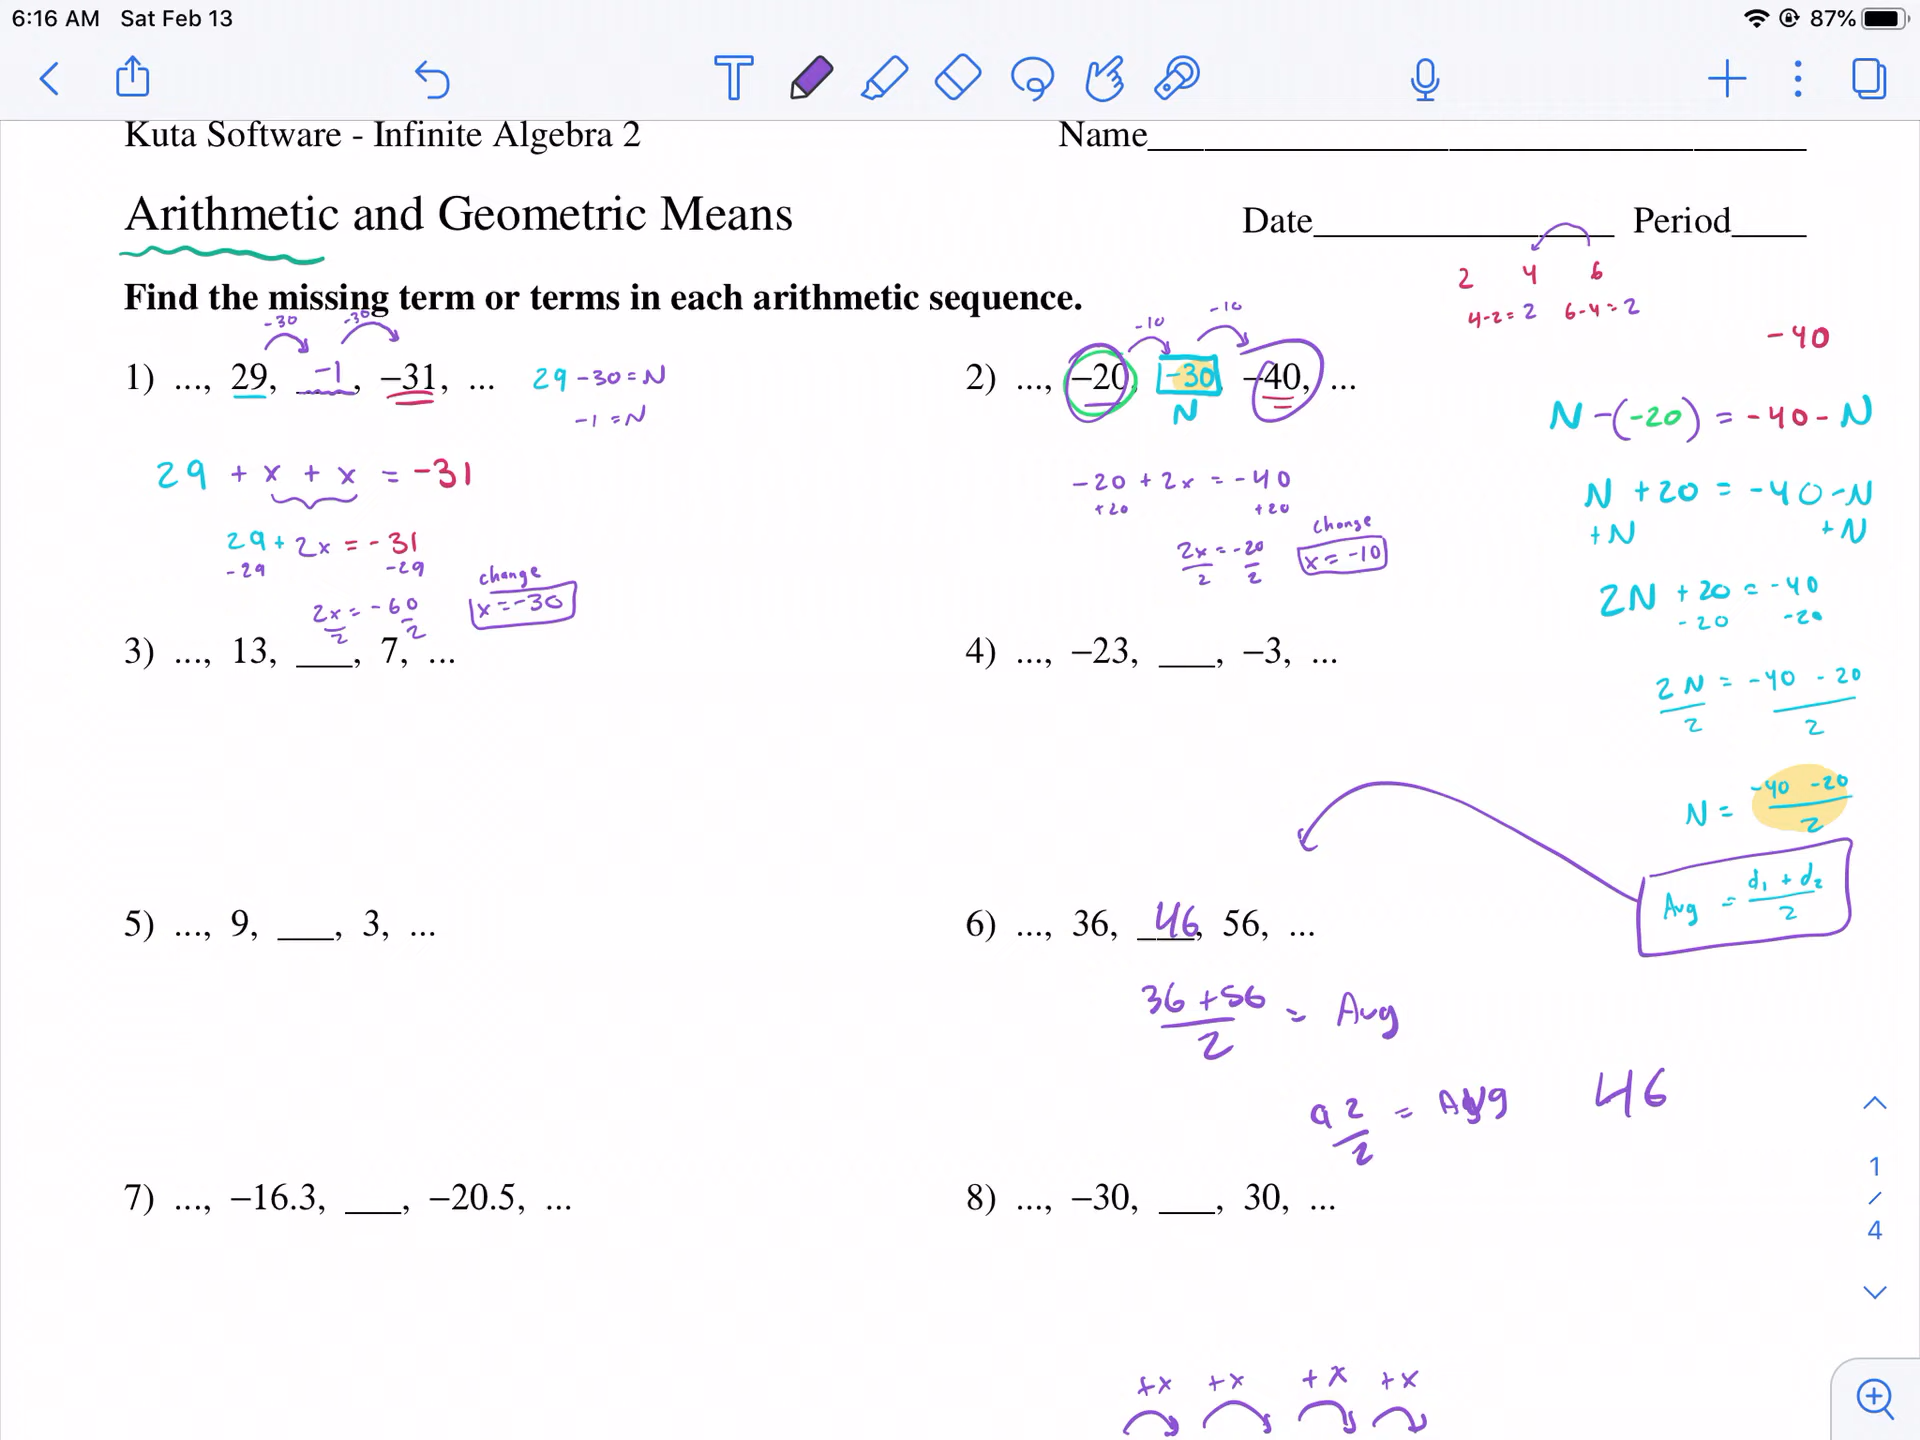 6:16 AM Sat Feb 13 87%
Kuta Software - Infinite Algebra 2 Name
Arithmetic and Geometric Means Date Period
2 4 6
4-2=2 6-4=2
Find the missing term or terms in each arithmetic sequence.
-30 -30
1) ..., 29, -1, −31, ... 29 -30 = N
-1 = N
29 + x + x = -31
29 + 2x = -31
-29 -29
2x = -60
2 2
change
x = -30
-10 -10
2) ..., −20, -30, −40, ...
N
-20 + 2x = -40
+20 +20
2x = -20
2 2
change
x = -10
-40
N -(-20) = -40 - N
N +20 = -40 -N
+N +N
2N +20 = -40
-20 -20
2N = -40 -20
2 2
N = -40 -20
2
Avg = d₁ + d₂
2
3) ..., 13, ___, 7, ...
4) ..., −23, ___, −3, ...
5) ..., 9, ___, 3, ...
6) ..., 36, 46, 56, ...
36 + 56 = Avg
2
92 = Avg 46
2
7) ..., −16.3, ___, −20.5, ...
8) ..., −30, ___, 30, ...
+x +x +x +x
1
/
4